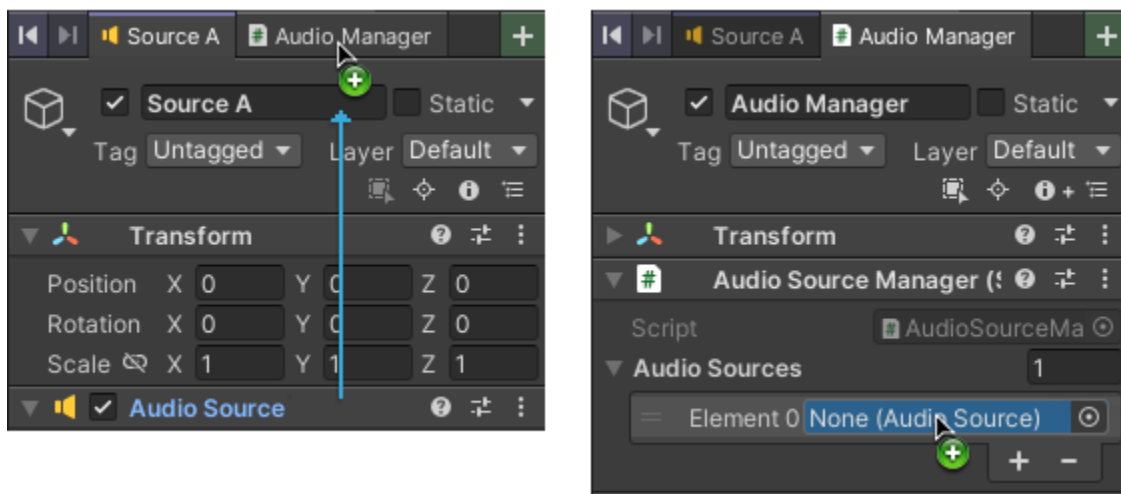 Source A
Audio Manager
Source A
Static
Tag Untagged
Layer Default
Transform
Position X 0 Y 0 Z 0
Rotation X 0 Y 0 Z 0
Scale X 1 Y 1 Z 1
Audio Source
Source A
Audio Manager
Audio Manager
Static
Tag Untagged
Layer Default
Transform
# Audio Source Manager (S
Script # AudioSourceMa
Audio Sources 1
Element 0 None (Audio Source)